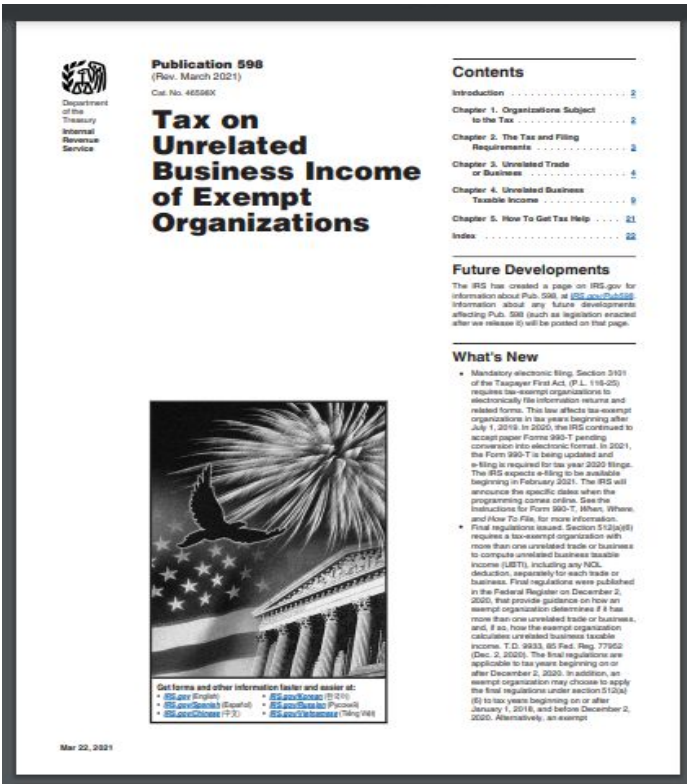 Department
of the
Treasury
Internal
Revenue
Service
Publication 598
(Rev. March 2021)
Cat. No. 46598X
Tax on
Unrelated
Business Income
of Exempt
Organizations
Get forms and other information faster and easier at:
• IRS.gov (English)
• IRS.gov/Spanish (Español)
• IRS.gov/Chinese (中文)
• IRS.gov/Korean (한국어)
• IRS.gov/Russian (Pусский)
• IRS.gov/Vietnamese (Tiếng Việt)
Mar 22, 2021
Contents
Introduction . . . . . . . . . . . . . . . . . 2
Chapter 1. Organizations Subject
to the Tax . . . . . . . . . . . . . . . . 2
Chapter 2. The Tax and Filing
Requirements . . . . . . . . . . . . . 3
Chapter 3. Unrelated Trade
or Business . . . . . . . . . . . . . . 4
Chapter 4. Unrelated Business
Taxable Income . . . . . . . . . . . . 9
Chapter 5. How To Get Tax Help . . . . 21
Index . . . . . . . . . . . . . . . . . . . . 22
Future Developments
The IRS has created a page on IRS.gov for
information about Pub. 598, at IRS.gov/Pub598.
Information about any future developments
affecting Pub. 598 (such as legislation enacted
after we release it) will be posted on that page.
What's New
• Mandatory electronic filing, Section 3101
of the Taxpayer First Act, (P.L. 116-25)
requires tax-exempt organizations to
electronically file information returns and
related forms. This law affects tax-exempt
organizations in tax years beginning after
July 1, 2019. In 2020, the IRS continued to
accept paper Forms 990-T pending
conversion into electronic format. In 2021,
the Form 990-T is being updated and
e-filing is required for tax year 2020 filings.
The IRS expects e-filing to be available
beginning in February 2021. The IRS will
announce the specific dates when the
programming comes online. See the
Instructions for Form 990-T, When, Where,
and How To File, for more information.
• Final regulations issued. Section 512(a)(6)
requires a tax-exempt organization with
more than one unrelated trade or business
to compute unrelated business taxable
income (UBTI), including any NOL
deduction, separately for each trade or
business. Final regulations were published
in the Federal Register on December 2,
2020, that provide guidance on how an
exempt organization determines if it has
more than one unrelated trade or business,
and, if so, how the exempt organization
calculates unrelated business taxable
income. T.D. 9933, 85 Fed. Reg. 77952
(Dec. 2, 2020). The final regulations are
applicable to tax years beginning on or
after December 2, 2020. In addition, an
exempt organization may choose to apply
the final regulations under section 512(a)
(6) to tax years beginning on or after
January 1, 2018, and before December 2,
2020. Alternatively, an exempt